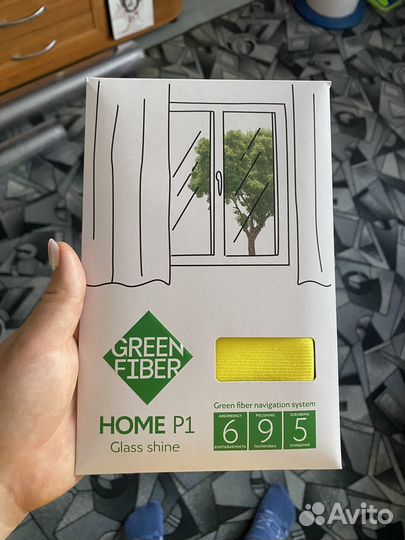 GREEN
FIBER
HOME P1
Glass shine
Green fiber navigation system
ABSORBENCY POLISHING SCRUBBING
6 9 5
ВПИТЫВАЕМОСТЬ ПОЛИРОВКА ОЧИЩЕНИЕ
Avito